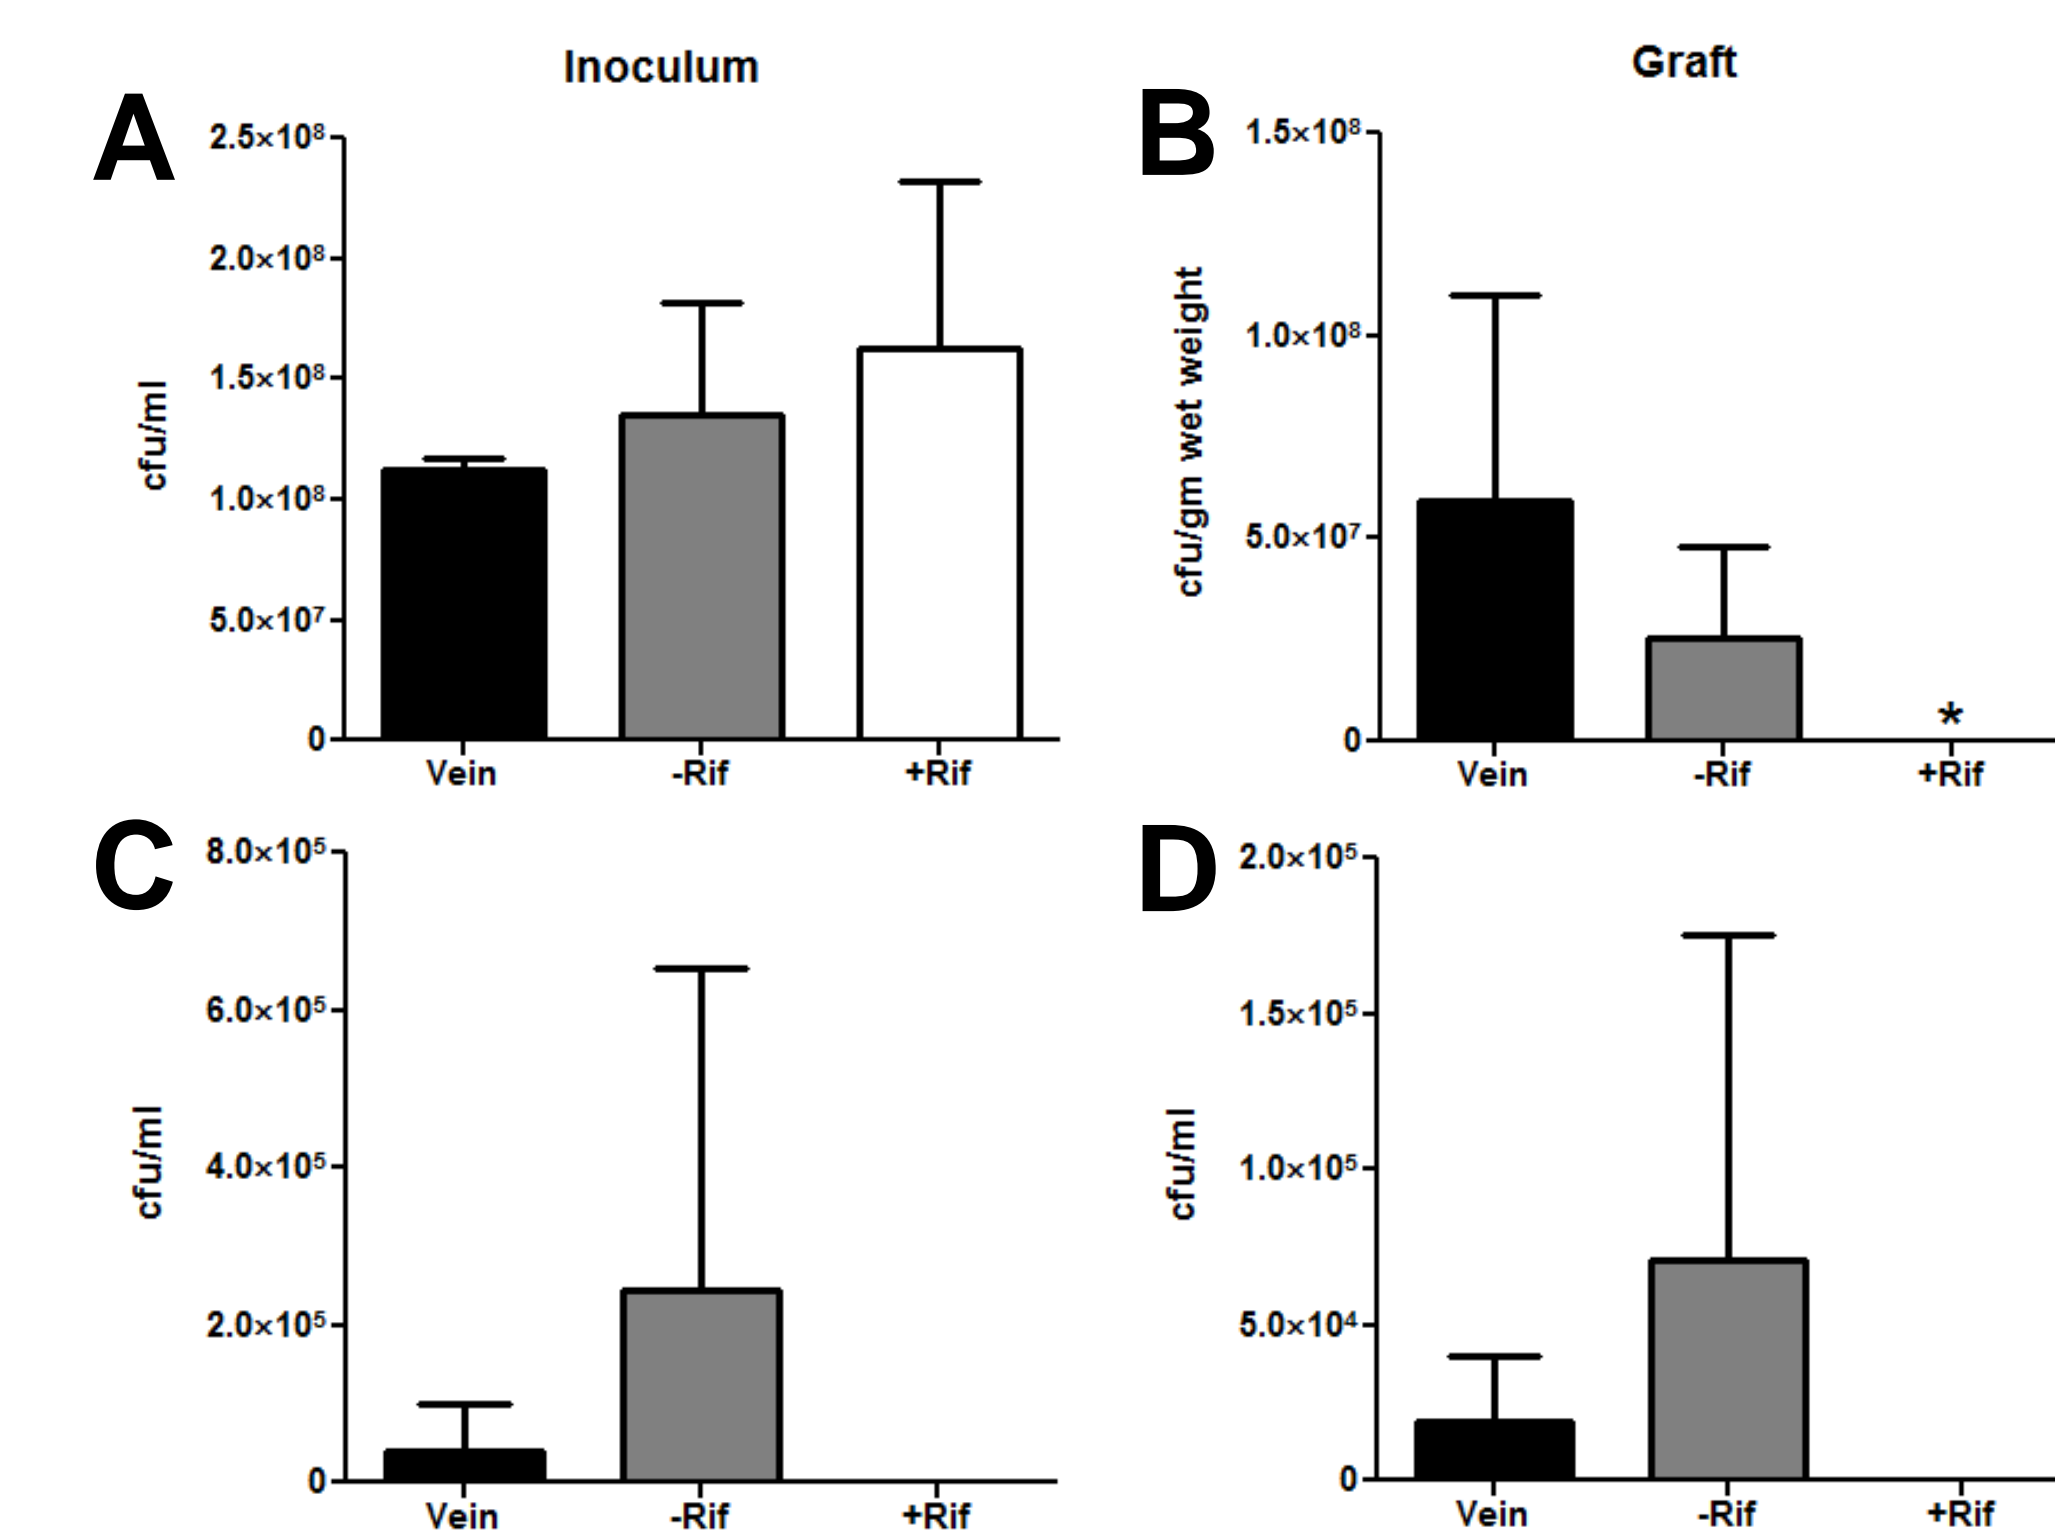 A
Inoculum
cfu/ml
2.5×10⁸
2.0×10⁸
1.5×10⁸
1.0×10⁸
5.0×10⁷
0
Vein -Rif +Rif
B
Graft
cfu/gm wet weight
1.5×10⁸
1.0×10⁸
5.0×10⁷
0
*
Vein -Rif +Rif
C
cfu/ml
8.0×10⁵
6.0×10⁵
4.0×10⁵
2.0×10⁵
0
Vein -Rif +Rif
D
cfu/ml
2.0×10⁵
1.5×10⁵
1.0×10⁵
5.0×10⁴
0
Vein -Rif +Rif